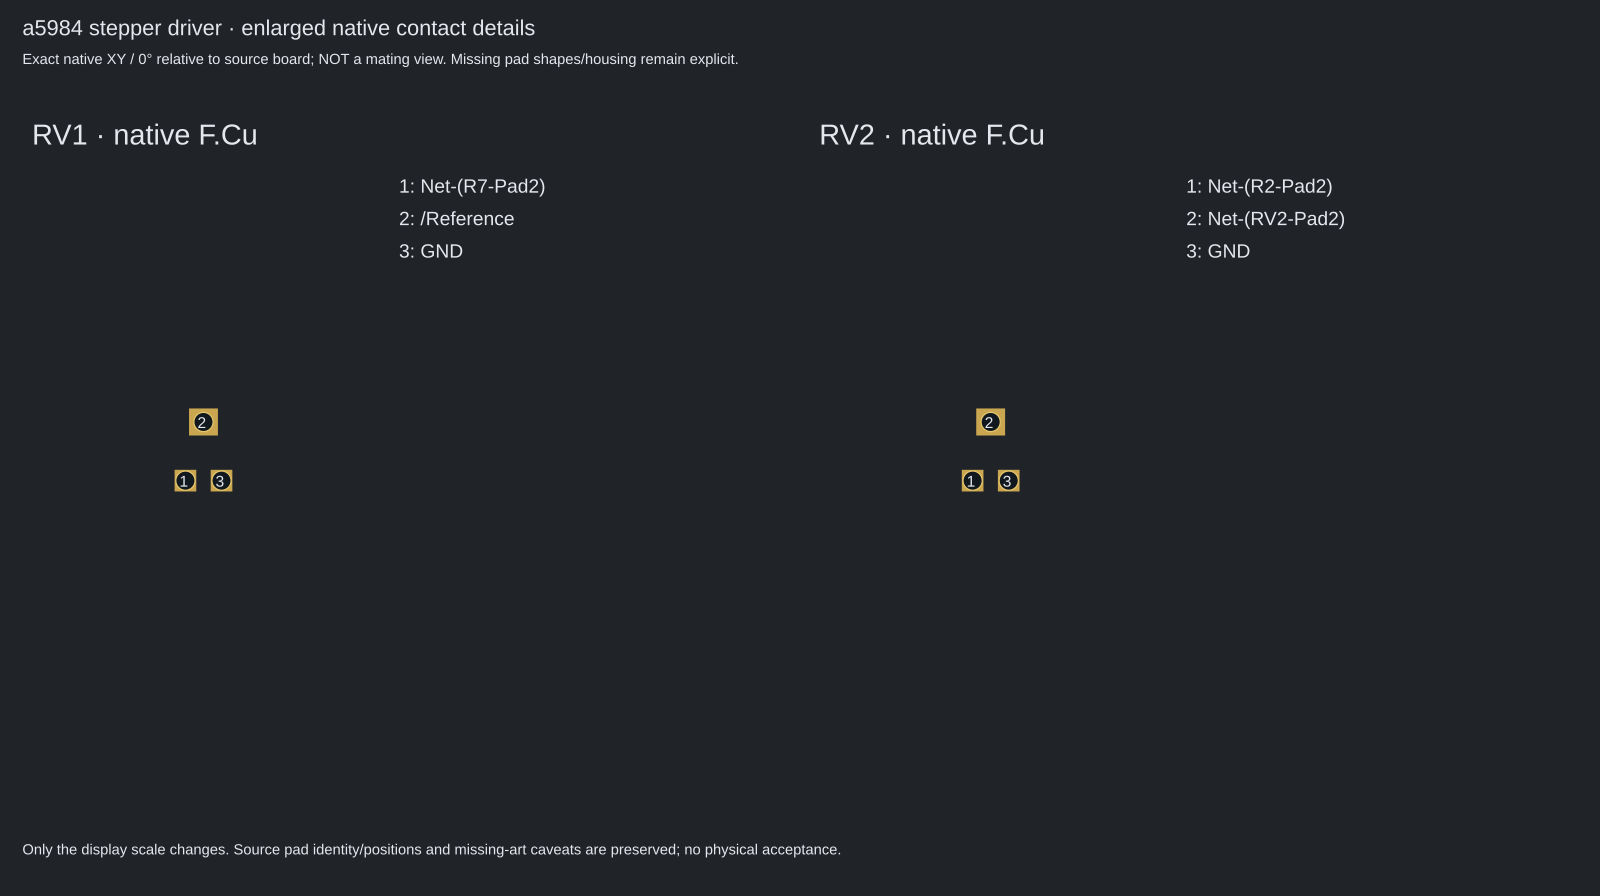 a5984 stepper driver · enlarged native contact details
Exact native XY / 0° relative to source board; NOT a mating view. Missing pad shapes/housing remain explicit.
RV1 · native F.Cu
1: Net-(R7-Pad2)
2: /Reference
3: GND
2
1 3
RV2 · native F.Cu
1: Net-(R2-Pad2)
2: Net-(RV2-Pad2)
3: GND
2
1 3
Only the display scale changes. Source pad identity/positions and missing-art caveats are preserved; no physical acceptance.